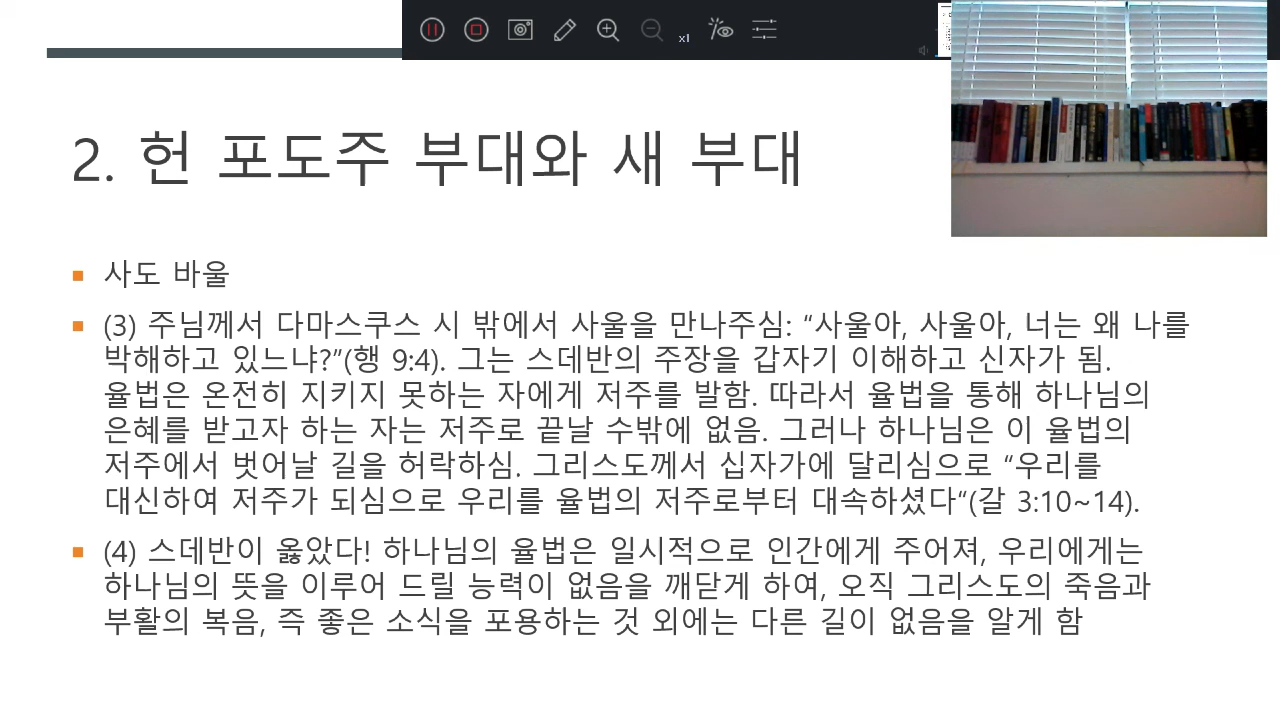 x1
2. 헌 포도주 부대와 새 부대
사도 바울
(3) 주님께서 다마스쿠스 시 밖에서 사울을 만나주심: “사울아, 사울아, 너는 왜 나를
박해하고 있느냐?”(행 9:4). 그는 스데반의 주장을 갑자기 이해하고 신자가 됨.
율법은 온전히 지키지 못하는 자에게 저주를 발함. 따라서 율법을 통해 하나님의
은혜를 받고자 하는 자는 저주로 끝날 수밖에 없음. 그러나 하나님은 이 율법의
저주에서 벗어날 길을 허락하심. 그리스도께서 십자가에 달리심으로 “우리를
대신하여 저주가 되심으로 우리를 율법의 저주로부터 대속하셨다“(갈 3:10~14).
(4) 스데반이 옳았다! 하나님의 율법은 일시적으로 인간에게 주어져, 우리에게는
하나님의 뜻을 이루어 드릴 능력이 없음을 깨닫게 하여, 오직 그리스도의 죽음과
부활의 복음, 즉 좋은 소식을 포용하는 것 외에는 다른 길이 없음을 알게 함